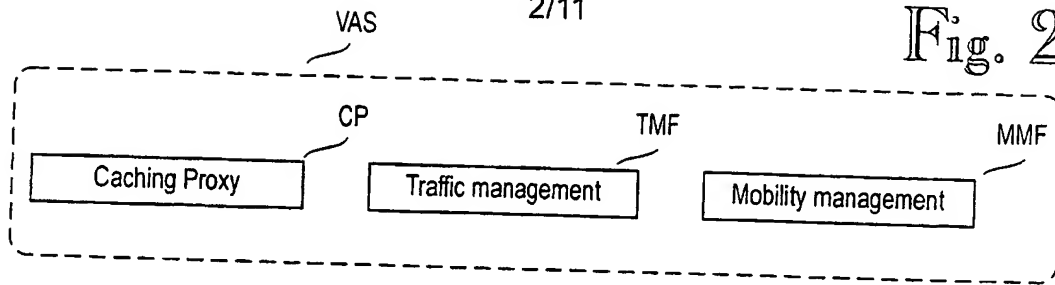 2/11
Fig. 2
VAS
CP
TMF
MMF
Caching Proxy
Traffic management
Mobility management